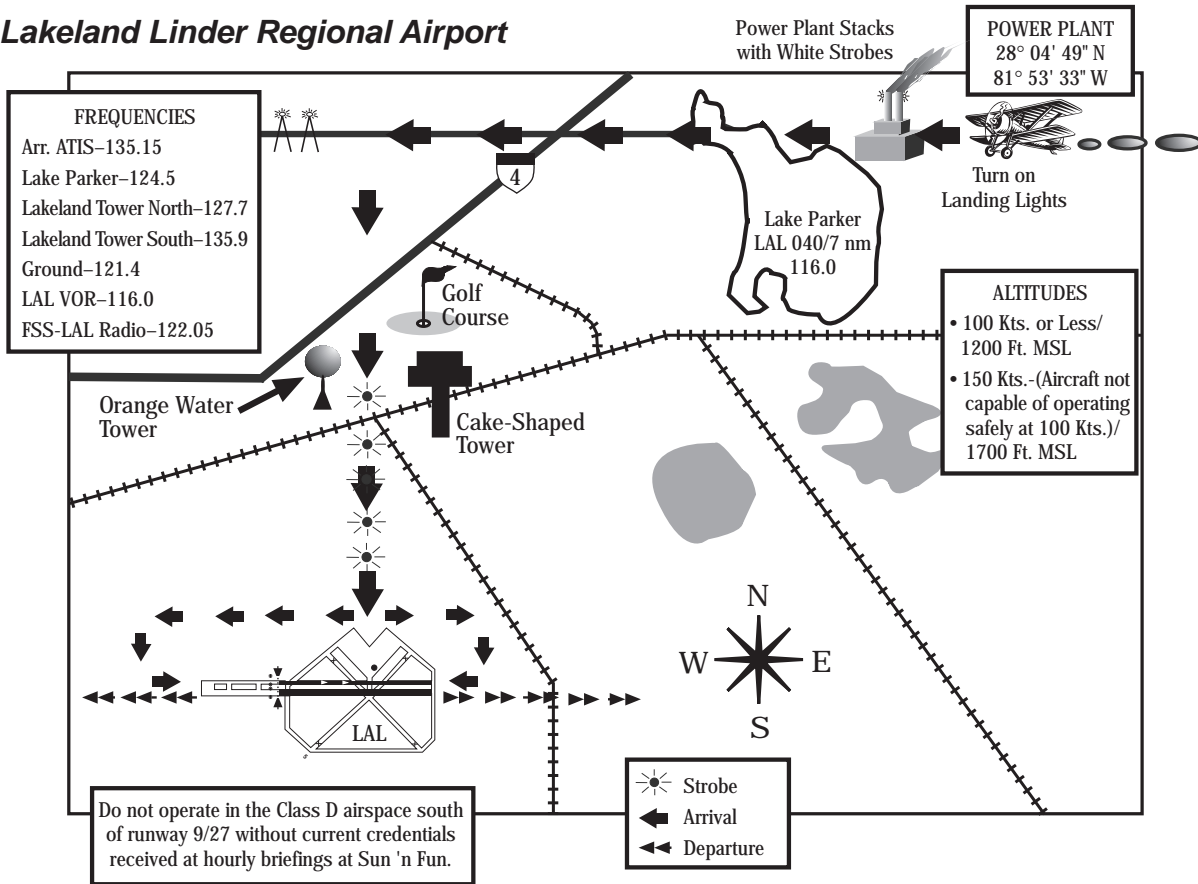 Lakeland Linder Regional Airport
Power Plant Stacks
with White Strobes
POWER PLANT
28° 04' 49" N
81° 53' 33" W
FREQUENCIES
Arr. ATIS–135.15
Lake Parker–124.5
Lakeland Tower North–127.7
Lakeland Tower South–135.9
Ground–121.4
LAL VOR–116.0
FSS-LAL Radio–122.05
4
Turn on
Landing Lights
Lake Parker
LAL 040/7 nm
116.0
Golf
Course
Orange Water
Tower
Cake-Shaped
Tower
ALTITUDES
• 100 Kts. or Less/
1200 Ft. MSL
• 150 Kts.-(Aircraft not
capable of operating
safely at 100 Kts.)/
1700 Ft. MSL
N
W E
S
LAL
Do not operate in the Class D airspace south
of runway 9/27 without current credentials
received at hourly briefings at Sun 'n Fun.
Strobe
Arrival
Departure